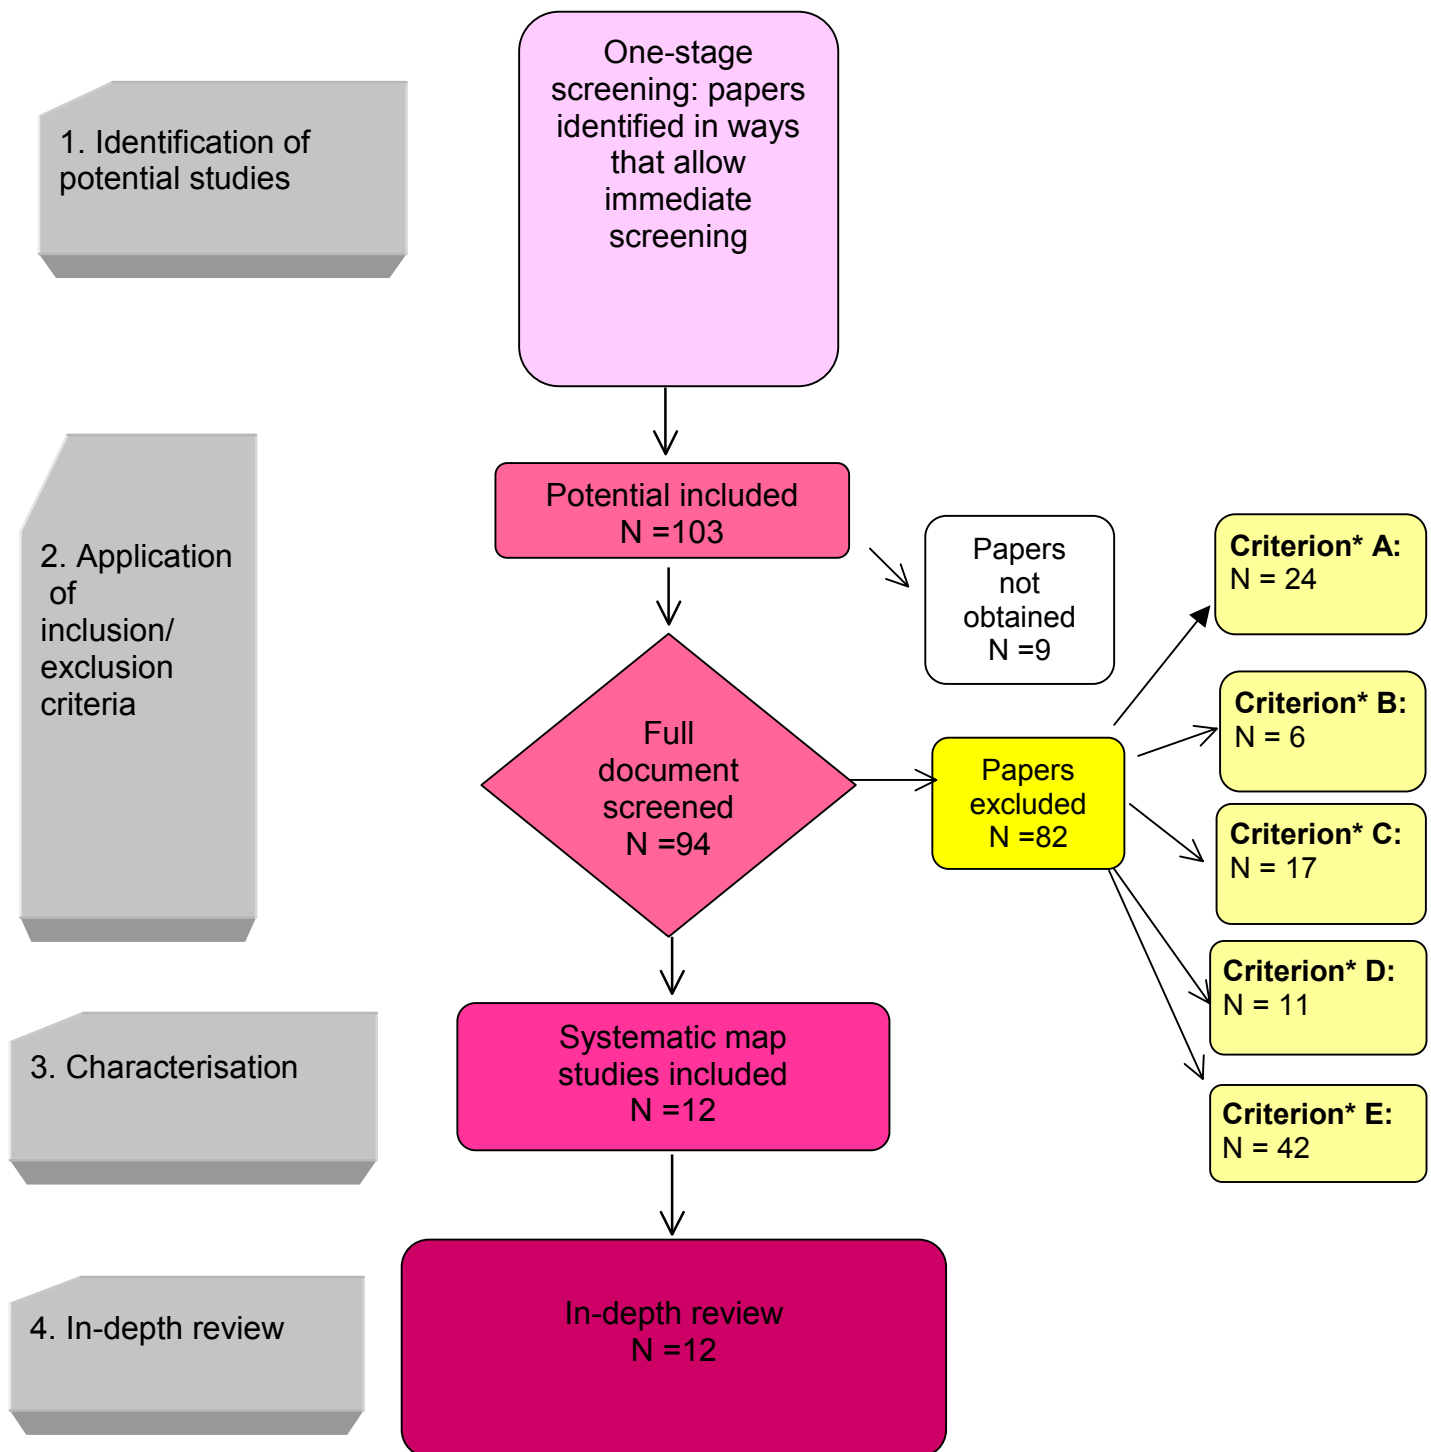 One-stage
screening: papers
identified in ways
that allow
immediate
screening
1. Identification of
potential studies
Potential included
N =103
2. Application
of
inclusion/
exclusion
criteria
Papers
not
obtained
N =9
Full
document
screened
N =94
Papers
excluded
N =82
Criterion* A:
N = 24
Criterion* B:
N = 6
Criterion* C:
N = 17
Criterion* D:
N = 11
Criterion* E:
N = 42
3. Characterisation
Systematic map
studies included
N =12
4. In-depth review
In-depth review
N =12